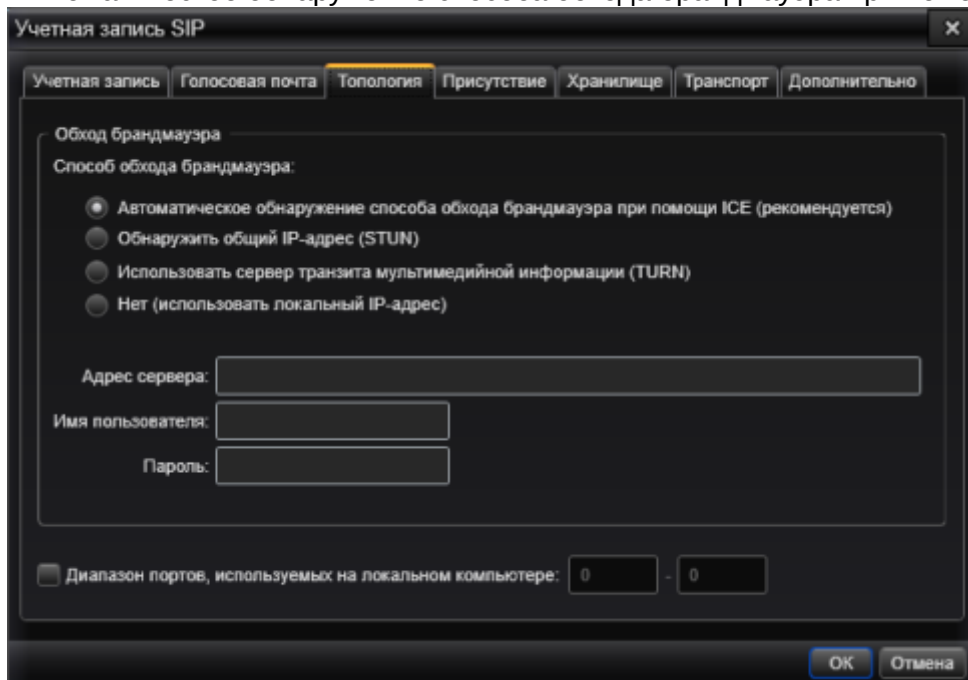 Учетная запись SIP
Учетная запись Голосовая почта Топология Присутствие Хранилище Транспорт Дополнительно
Обход брандмауэра
Способ обхода брандмауэра:
Автоматическое обнаружение способа обхода брандмауэра при помощи ICE (рекомендуется)
Обнаружить общий IP-адрес (STUN)
Использовать сервер транзита мультимедийной информации (TURN)
Нет (использовать локальный IP-адрес)
Адрес сервера:
Имя пользователя:
Пароль:
Диапазон портов, используемых на локальном компьютере: 0 - 0
ОК Отмена